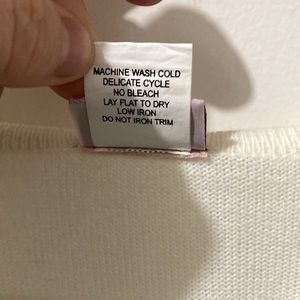 MACHINE WASH COLD
DELICATE CYCLE
NO BLEACH
LAY FLAT TO DRY
LOW IRON
DO NOT IRON TRIM